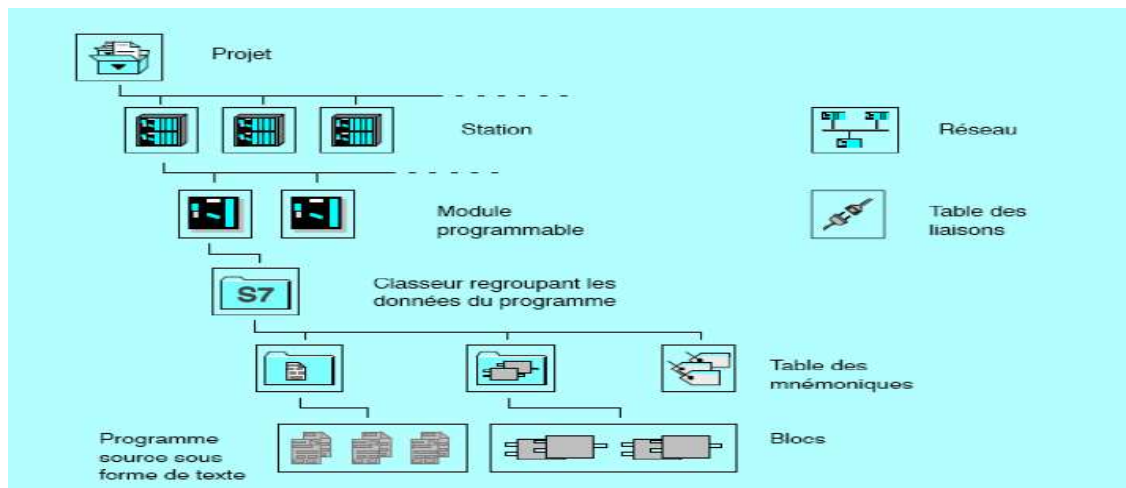 Projet
Station
Réseau
Module
programmable
Table des
liaisons
Classeur regroupant les
données du programme
S7
Table des
mnémoniques
Programme
source sous
forme de texte
Blocs